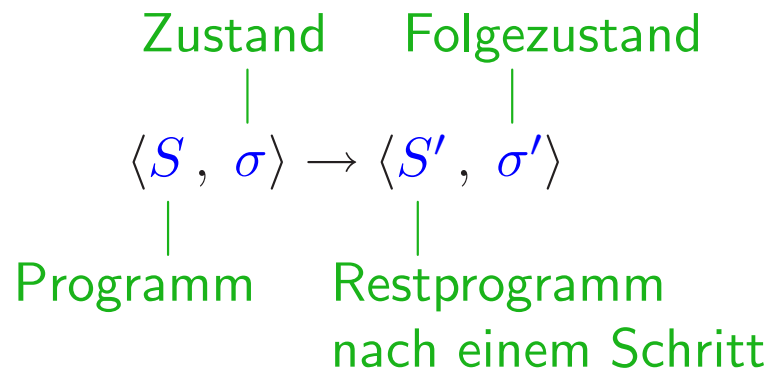 Zustand Folgezustand
⟨S , σ⟩ → ⟨S′ , σ′⟩
Programm Restprogramm
nach einem Schritt